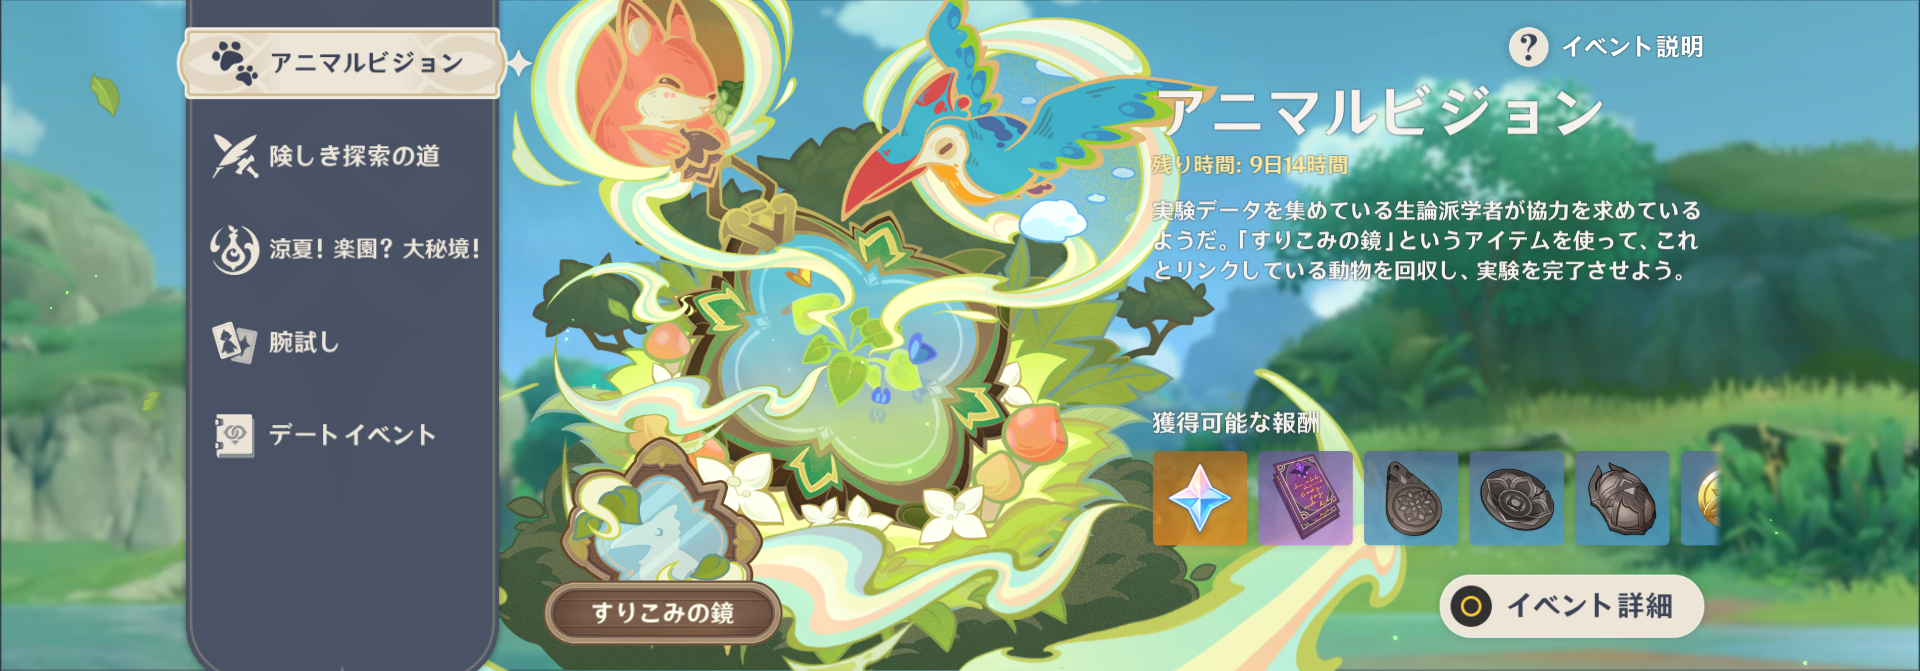 アニマルビジョン
険しき探索の道
涼夏！楽園？大秘境！
腕試し
デートイベント
すりこみの鏡
? イベント説明
アニマルビジョン
残り時間: 9日14時間
実験データを集めている生論派学者が協力を求めている
ようだ。「すりこみの鏡」というアイテムを使って、これ
とリンクしている動物を回収し、実験を完了させよう。
獲得可能な報酬
イベント詳細